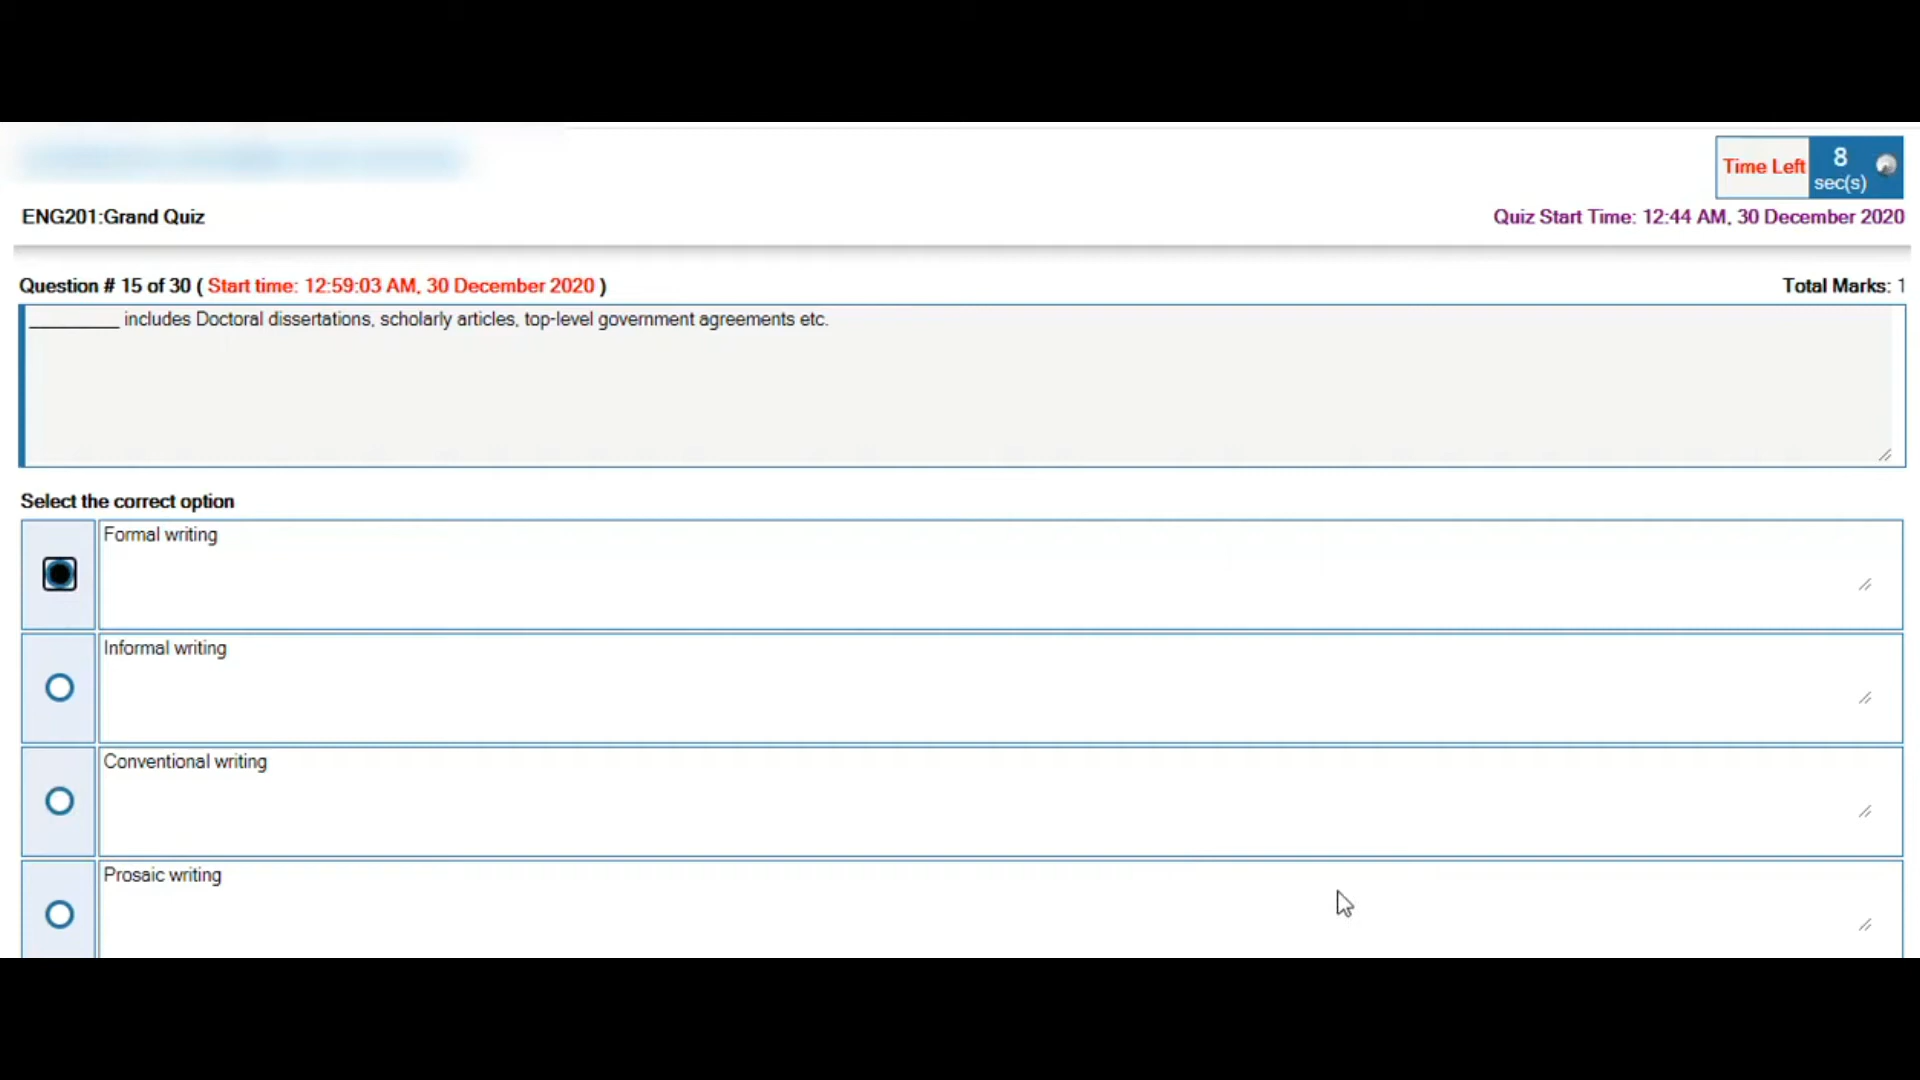 Time Left 8 sec(s)
ENG201:Grand Quiz
Quiz Start Time: 12:44 AM, 30 December 2020
Question # 15 of 30 ( Start time: 12:59:03 AM, 30 December 2020 )
Total Marks: 1
__________ includes Doctoral dissertations, scholarly articles, top-level government agreements etc.
Select the correct option
Formal writing
Informal writing
Conventional writing
Prosaic writing